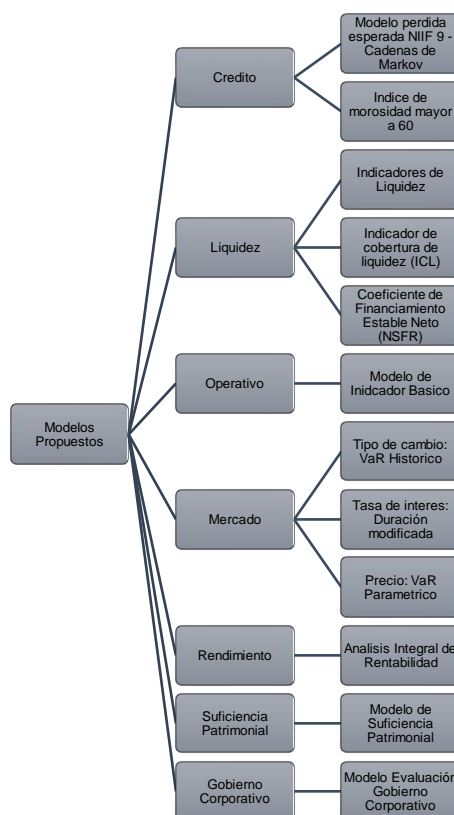 Modelos
Propuestos
Credito
Modelo perdida
esperada NIIF 9 -
Cadenas de
Markov
Indice de
morosidad mayor
a 60
Liquidez
Indicadores de
Liquidez
Indicador de
cobertura de
liquidez (ICL)
Coeficiente de
Financiamiento
Estable Neto
(NSFR)
Operativo
Modelo de
Inidcador Basico
Mercado
Tipo de cambio:
VaR Historico
Tasa de interes:
Duración
modificada
Precio: VaR
Parametrico
Rendimiento
Analisis Integral de
Rentabilidad
Suficiencia
Patrimonial
Modelo de
Suficiencia
Patrimonial
Gobierno
Corporativo
Modelo Evaluación
Gobierno
Corporativo